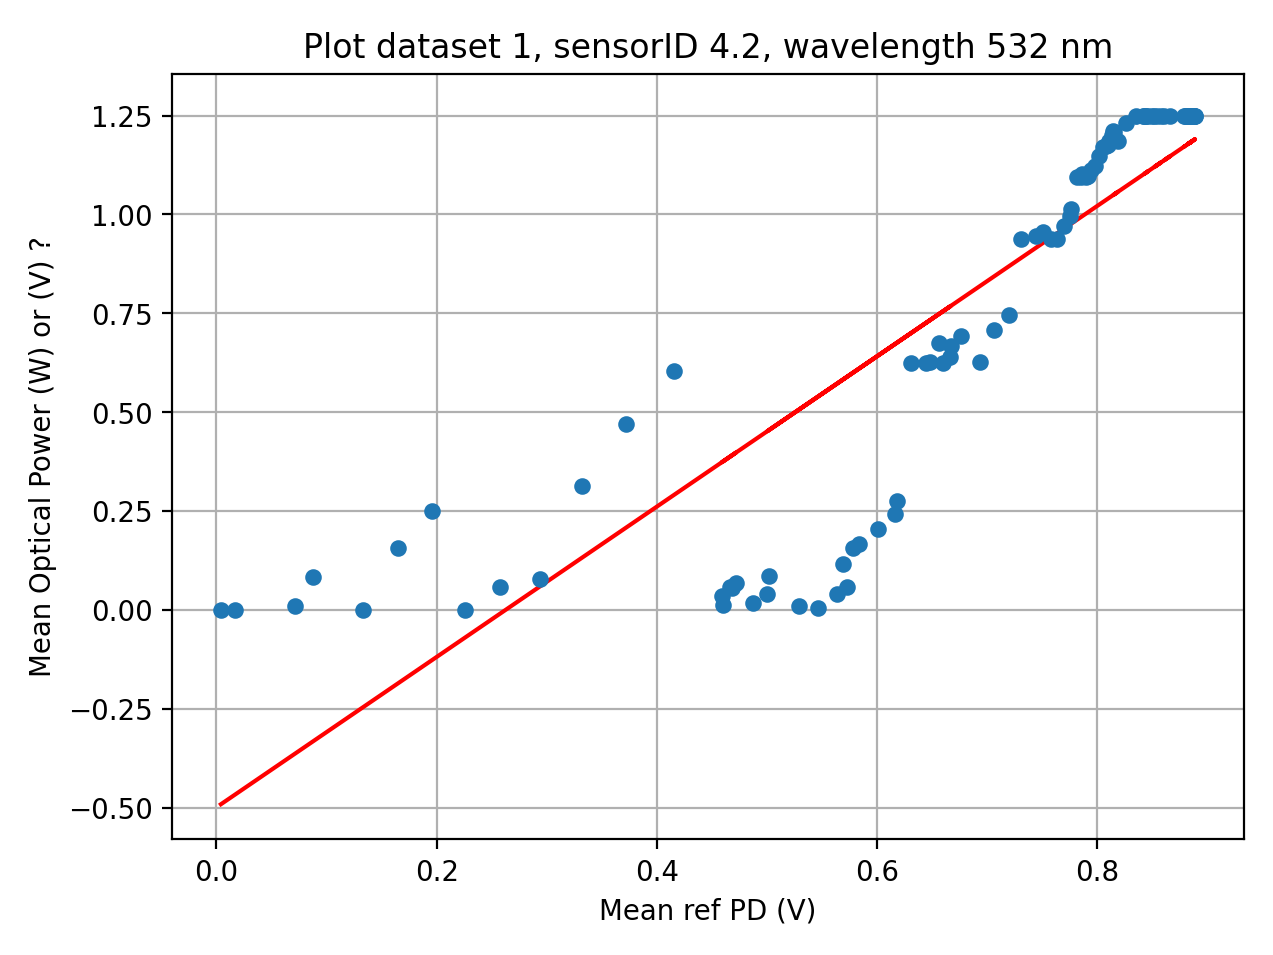 Plot dataset 1, sensorID 4.2, wavelength 532 nm
Mean Optical Power (W) or (V) ?
1.25
1.00
0.75
0.50
0.25
0.00
−0.25
−0.50
0.0 0.2 0.4 0.6 0.8
Mean ref PD (V)